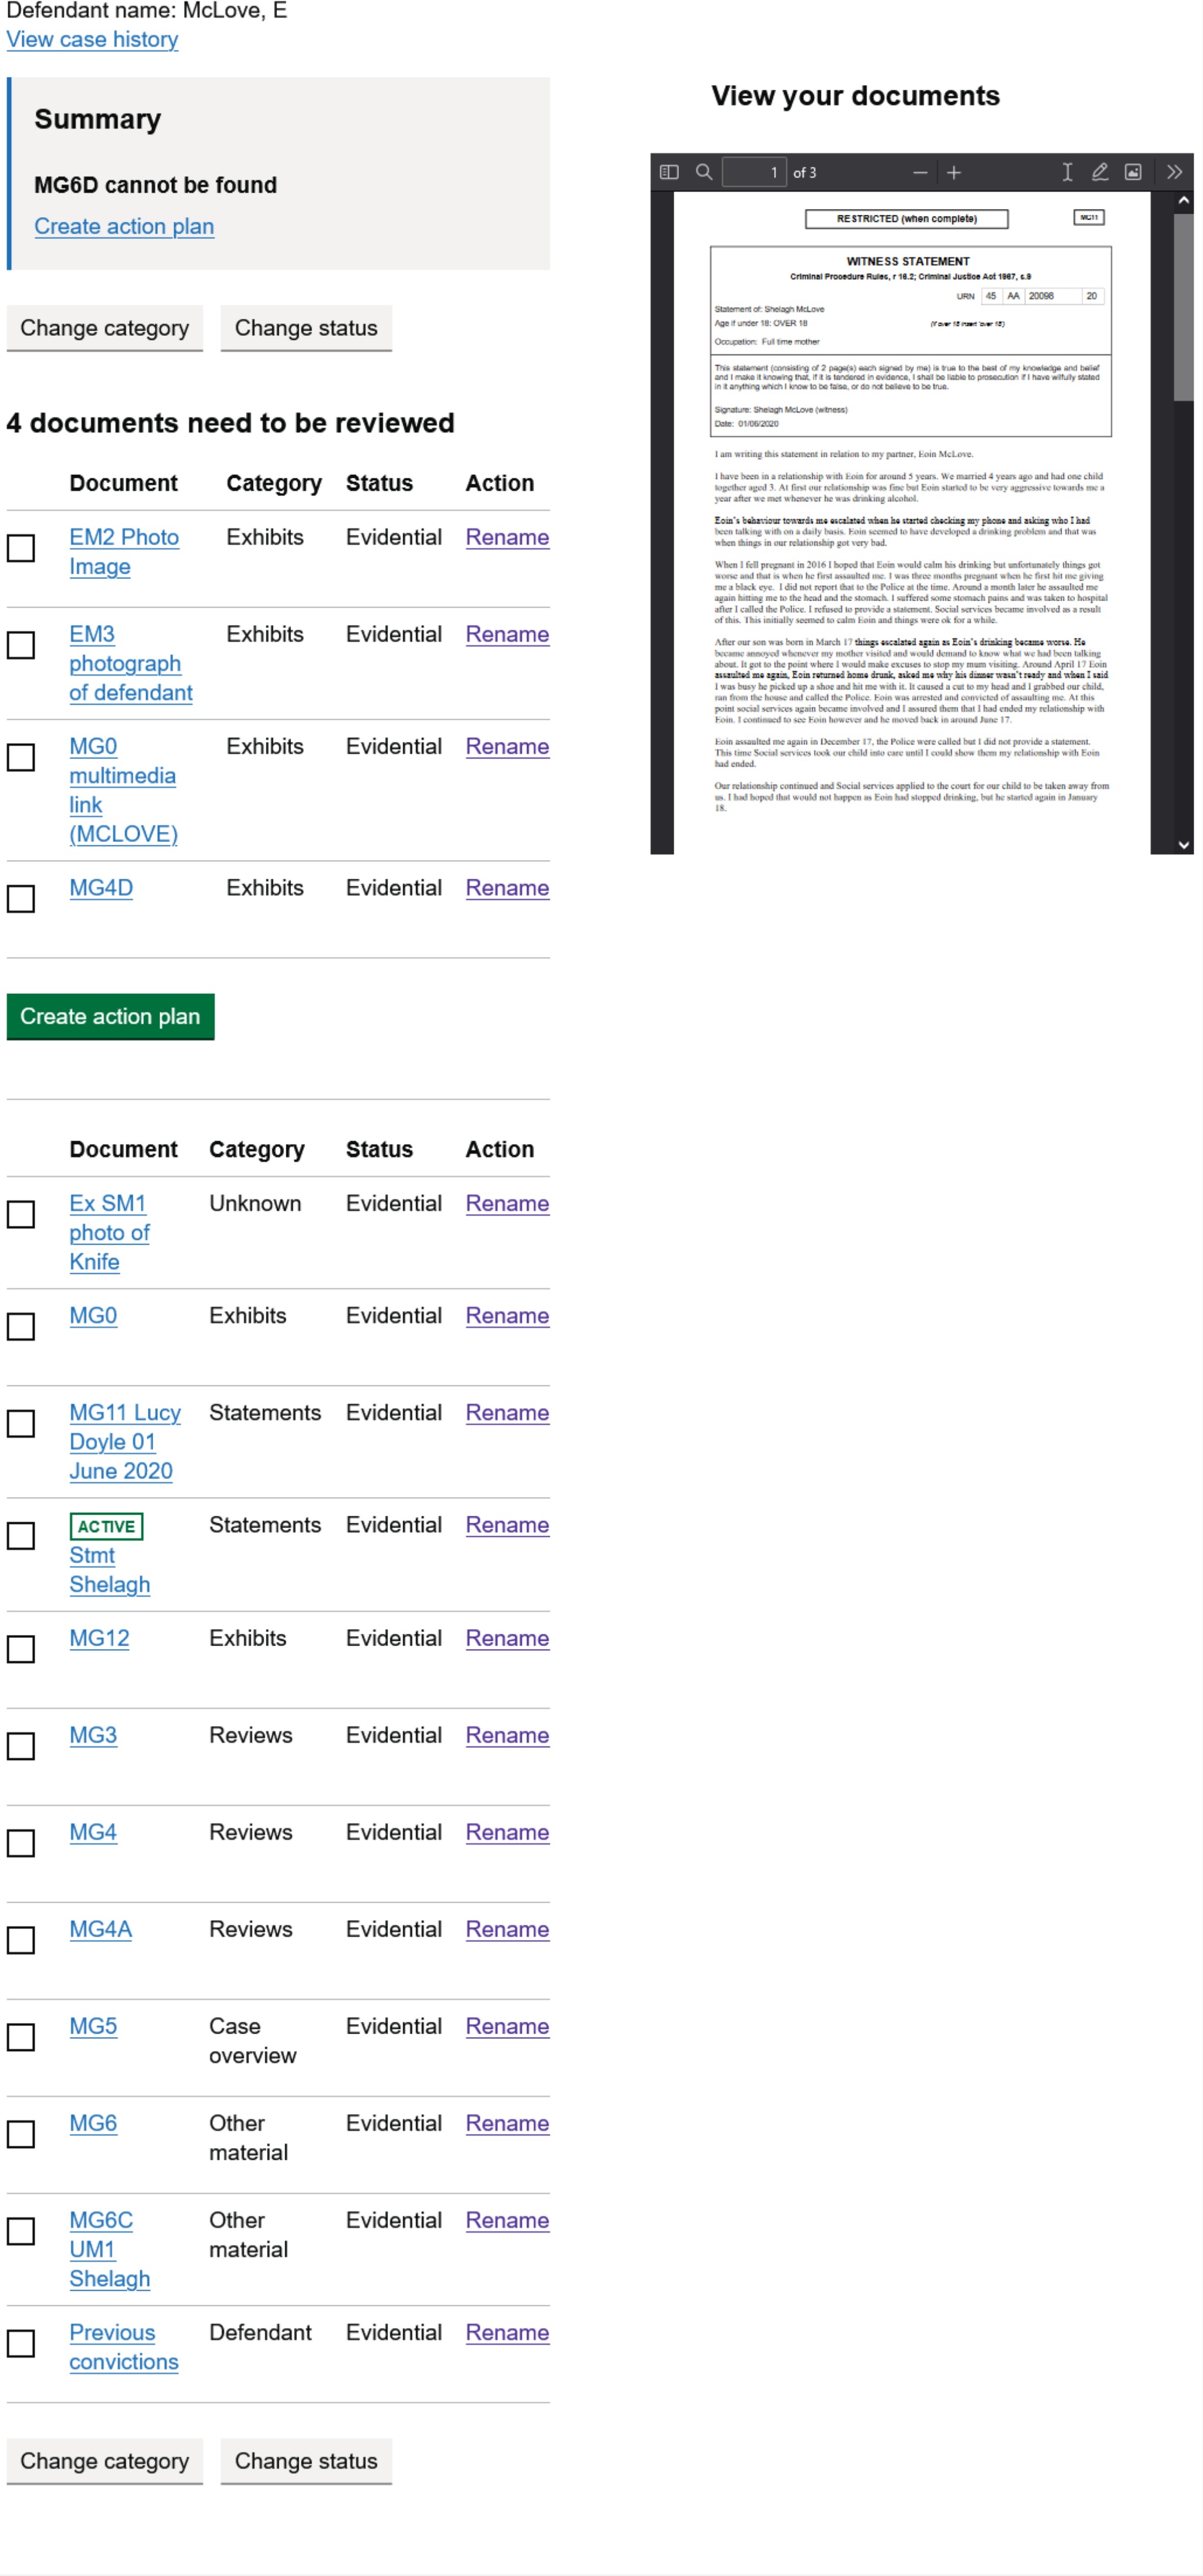 Defendant name: McLove, E
View case history
Summary
MG6D cannot be found
Create action plan
Change category Change status
4 documents need to be reviewed
Document Category Status Action
EM2 Photo Exhibits Evidential Rename
Image
EM3 Exhibits Evidential Rename
photograph
of defendant
MG0 Exhibits Evidential Rename
multimedia
link
(MCLOVE)
MG4D Exhibits Evidential Rename
Create action plan
Document Category Status Action
Ex SM1 Unknown Evidential Rename
photo of
Knife
MG0 Exhibits Evidential Rename
MG11 Lucy Statements Evidential Rename
Doyle 01
June 2020
ACTIVE Statements Evidential Rename
Stmt
Shelagh
MG12 Exhibits Evidential Rename
MG3 Reviews Evidential Rename
MG4 Reviews Evidential Rename
MG4A Reviews Evidential Rename
MG5 Case Evidential Rename
overview
MG6 Other Evidential Rename
material
MG6C Other Evidential Rename
UM1 material
Shelagh
Previous Defendant Evidential Rename
convictions
Change category Change status
View your documents
1 of 3
RESTRICTED (when complete) MG11
WITNESS STATEMENT
Criminal Procedure Rules, r 16.2; Criminal Justice Act 1967, s.9
URN 45 AA 20098 20
Statement of: Shelagh McLove
Age if under 18: OVER 18 (if over 18 insert 'over 18')
Occupation: Full time mother
This statement (consisting of 2 page(s) each signed by me) is true to the best of my knowledge and belief
and I make it knowing that, if it is tendered in evidence, I shall be liable to prosecution if I have wilfully stated
in it anything which I know to be false, or do not believe to be true.
Signature: Shelagh McLove (witness)
Date: 01/06/2020
I am writing this statement in relation to my partner, Eoin McLove.
I have been in a relationship with Eoin for around 5 years. We married 4 years ago and had one child
together aged 3. At first our relationship was fine but Eoin started to be very aggressive towards me a
year after we met whenever he was drinking alcohol.
Eoin's behaviour towards me escalated when he started checking my phone and asking who I had
been talking with on a daily basis. Eoin seemed to have developed a drinking problem and that was
when things in our relationship got very bad.
When I fell pregnant in 2016 I hoped that Eoin would calm his drinking but unfortunately things got
worse and that is when he first assaulted me. I was three months pregnant when he first hit me giving
me a black eye. I did not report that to the Police at the time. Around a month later he assaulted me
again hitting me to the head and the stomach. I suffered some stomach pains and was taken to hospital
after I called the Police. I refused to provide a statement. Social services became involved as a result
of this. This initially seemed to calm Eoin and things were ok for a while.
After our son was born in March 17 things escalated again as Eoin's drinking became worse. He
became annoyed whenever my mother visited and would demand to know what we had been talking
about. It got to the point where I would make excuses to stop my mum visiting. Around April 17 Eoin
assaulted me again, Eoin returned home drunk, asked me why his dinner wasn't ready and when I said
I was busy he picked up a shoe and hit me with it. It caused a cut to my head and I grabbed our child,
ran from the house and called the Police. Eoin was arrested and convicted of assaulting me. At this
point social services again became involved and I assured them that I had ended my relationship with
Eoin. I continued to see Eoin however and he moved back in around June 17.
Eoin assaulted me again in December 17, the Police were called but I did not provide a statement.
This time Social services took our child into care until I could show them my relationship with Eoin
had ended.
Our relationship continued and Social services applied to the court for our child to be taken away from
us. I had hoped that would not happen as Eoin had stopped drinking, but he started again in January
18.